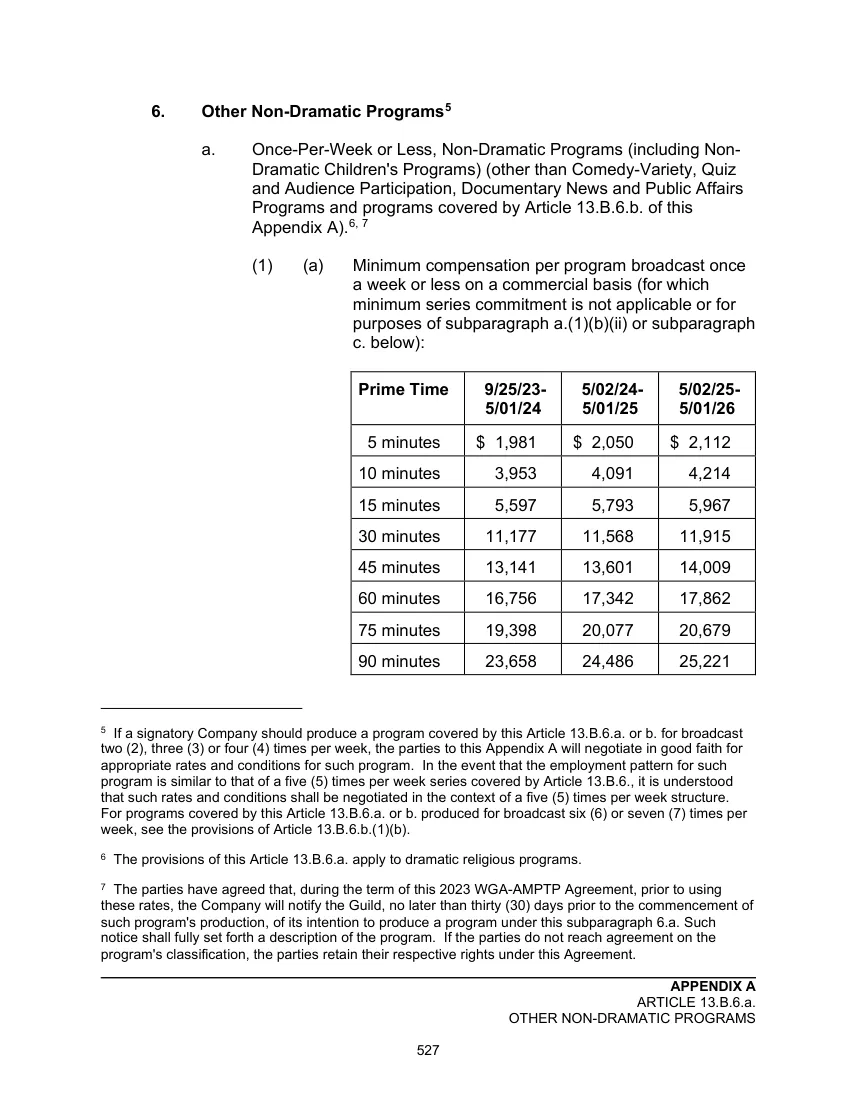 6. Other Non-Dramatic Programs5
a. Once-Per-Week or Less, Non-Dramatic Programs (including Non-
Dramatic Children's Programs) (other than Comedy-Variety, Quiz
and Audience Participation, Documentary News and Public Affairs
Programs and programs covered by Article 13.B.6.b. of this
Appendix A).6, 7
(1) (a) Minimum compensation per program broadcast once
a week or less on a commercial basis (for which
minimum series commitment is not applicable or for
purposes of subparagraph a.(1)(b)(ii) or subparagraph
c. below):
Prime Time 9/25/23- 5/02/24- 5/02/25-
5/01/24 5/01/25 5/01/26
5 minutes $ 1,981 $ 2,050 $ 2,112
10 minutes 3,953 4,091 4,214
15 minutes 5,597 5,793 5,967
30 minutes 11,177 11,568 11,915
45 minutes 13,141 13,601 14,009
60 minutes 16,756 17,342 17,862
75 minutes 19,398 20,077 20,679
90 minutes 23,658 24,486 25,221
5 If a signatory Company should produce a program covered by this Article 13.B.6.a. or b. for broadcast
two (2), three (3) or four (4) times per week, the parties to this Appendix A will negotiate in good faith for
appropriate rates and conditions for such program. In the event that the employment pattern for such
program is similar to that of a five (5) times per week series covered by Article 13.B.6., it is understood
that such rates and conditions shall be negotiated in the context of a five (5) times per week structure.
For programs covered by this Article 13.B.6.a. or b. produced for broadcast six (6) or seven (7) times per
week, see the provisions of Article 13.B.6.b.(1)(b).
6 The provisions of this Article 13.B.6.a. apply to dramatic religious programs.
7 The parties have agreed that, during the term of this 2023 WGA-AMPTP Agreement, prior to using
these rates, the Company will notify the Guild, no later than thirty (30) days prior to the commencement of
such program's production, of its intention to produce a program under this subparagraph 6.a. Such
notice shall fully set forth a description of the program. If the parties do not reach agreement on the
program's classification, the parties retain their respective rights under this Agreement.
APPENDIX A
ARTICLE 13.B.6.a.
OTHER NON-DRAMATIC PROGRAMS
527